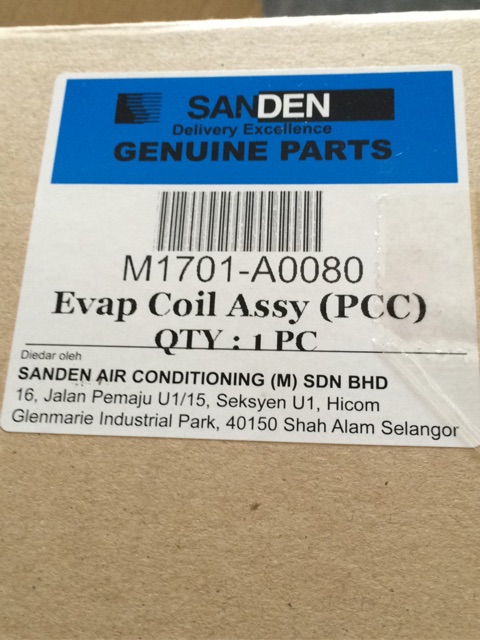 SANDEN
Delivery Excellence
GENUINE PARTS
M1701-A0080
Evap Coil Assy (PCC)
QTY : 1 PC
Diedar oleh
SANDEN AIR CONDITIONING (M) SDN BHD
16, Jalan Pemaju U1/15, Seksyen U1, Hicom
Glenmarie Industrial Park, 40150 Shah Alam Selangor